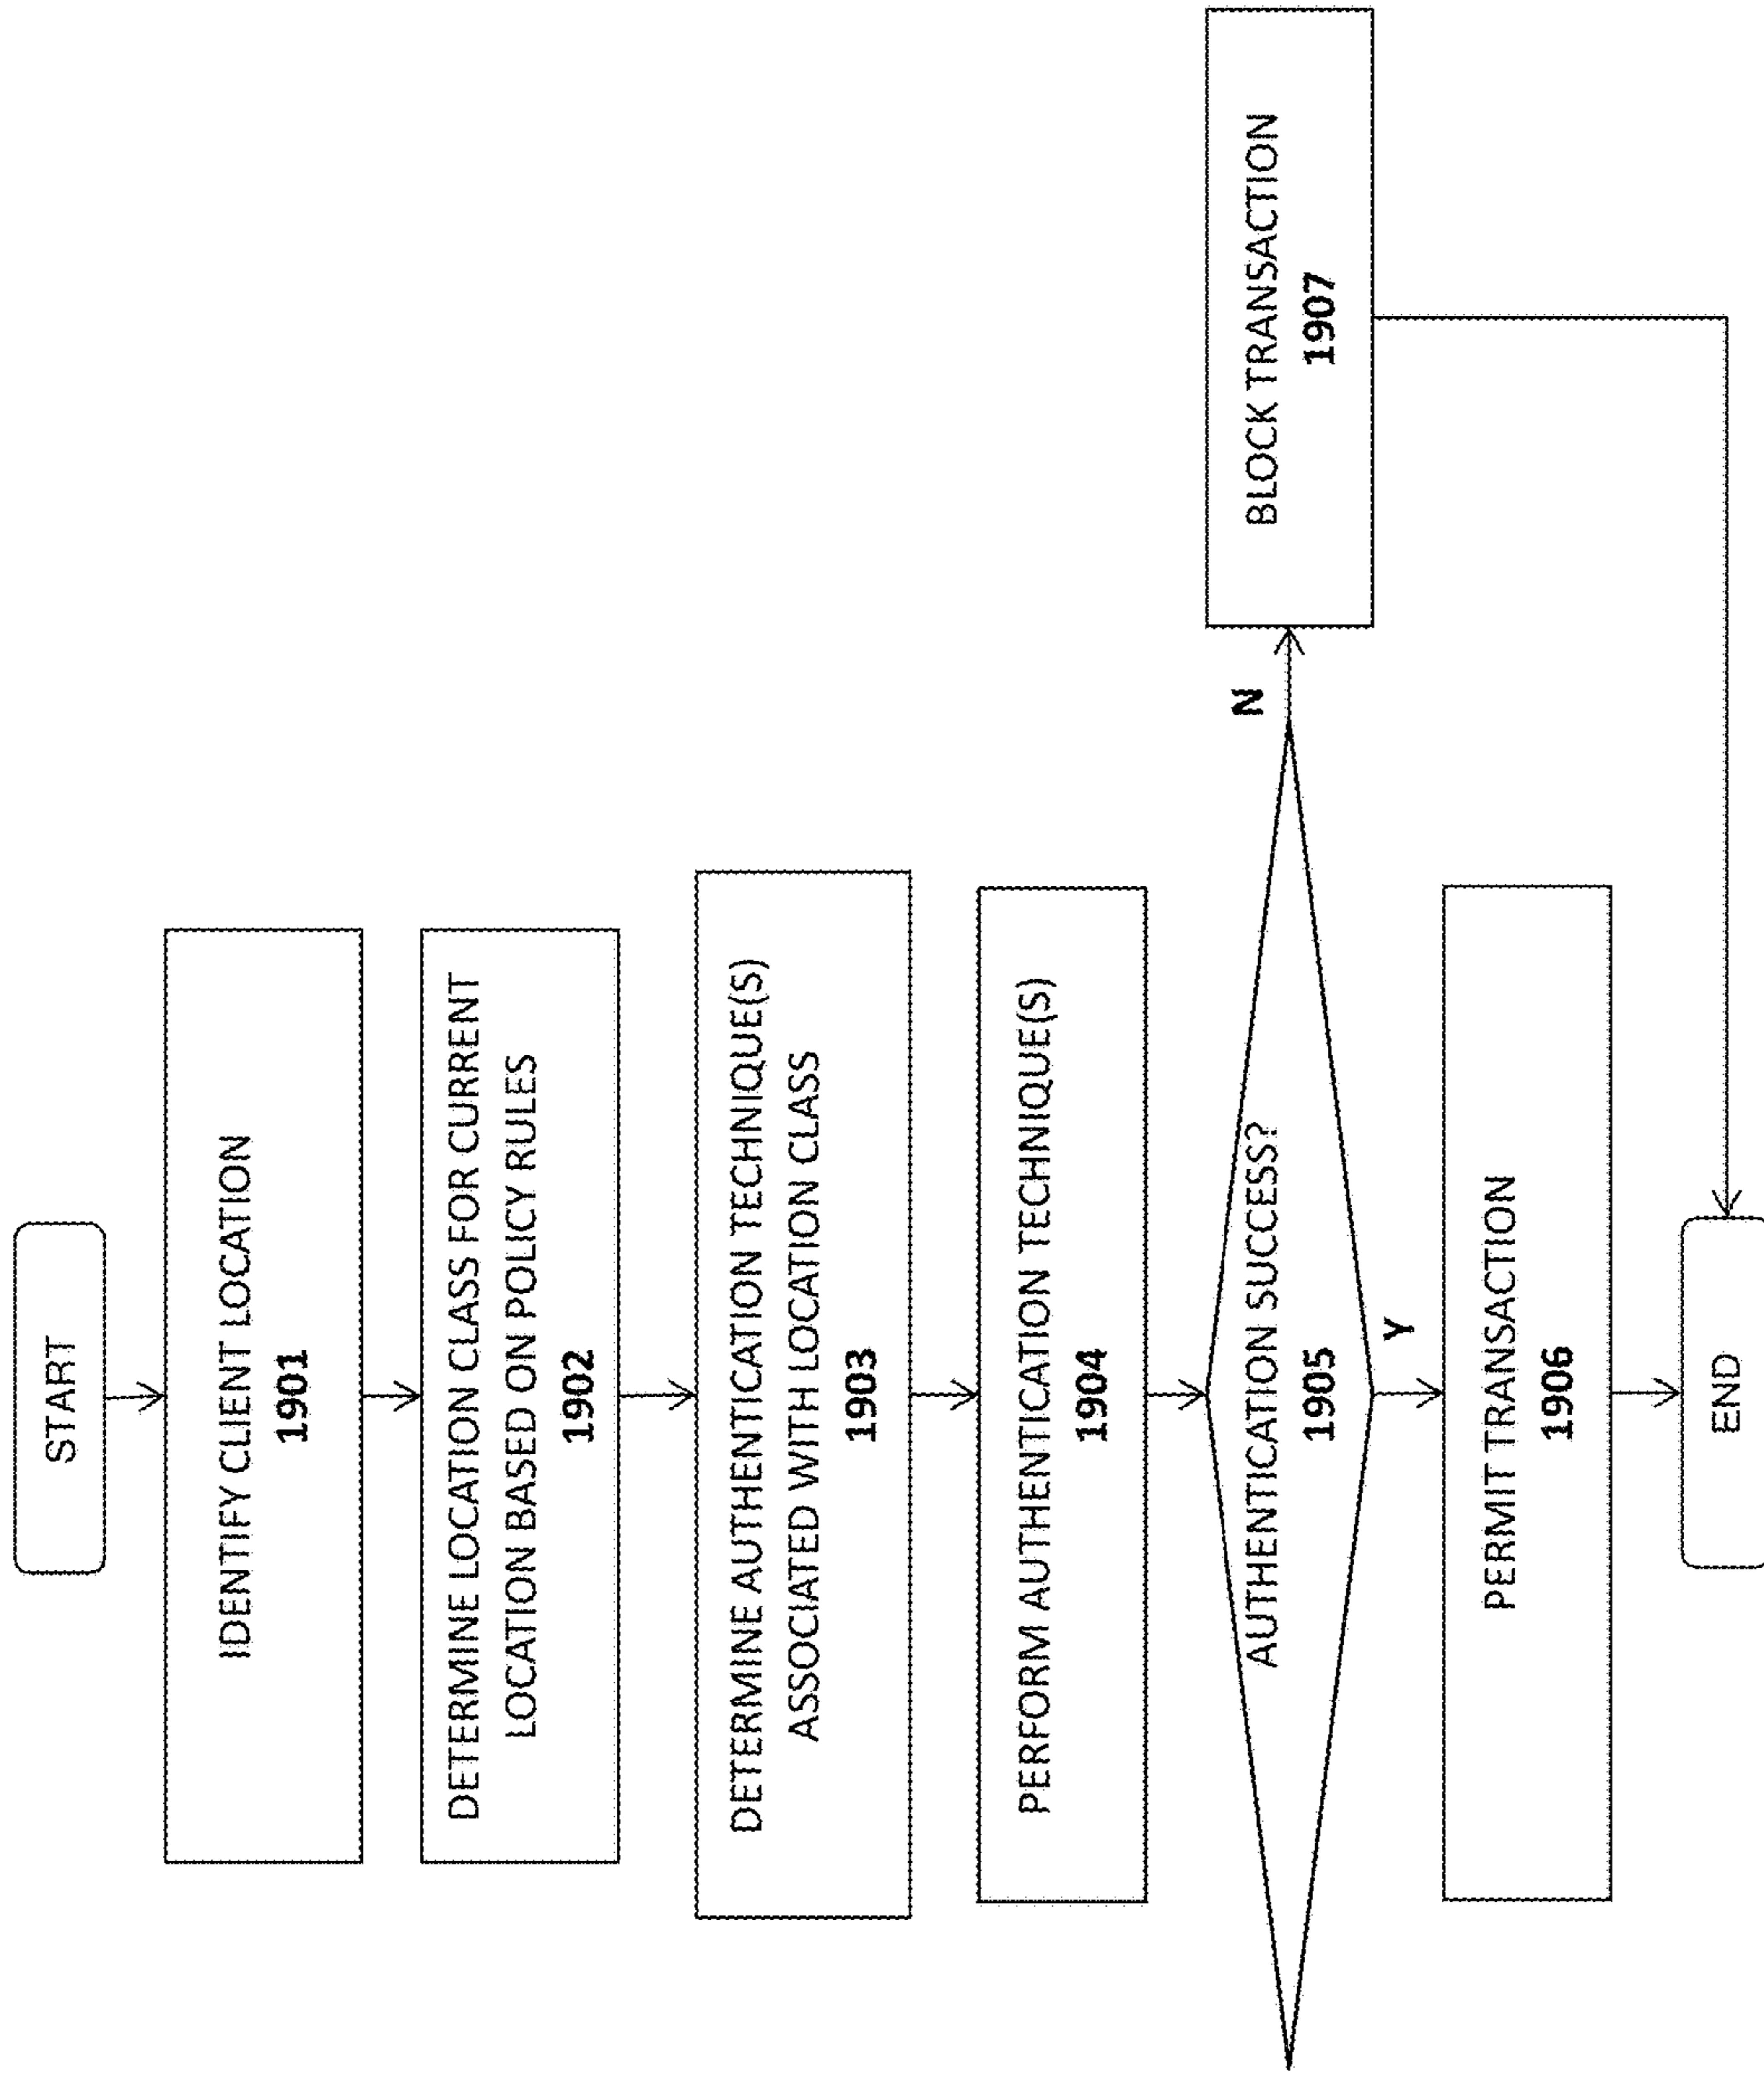 START
IDENTIFY CLIENT LOCATION
1901
DETERMINE LOCATION CLASS FOR CURRENT
LOCATION BASED ON POLICY RULES
1902
DETERMINE AUTHENTICATION TECHNIQUE(S)
ASSOCIATED WITH LOCATION CLASS
1903
PERFORM AUTHENTICATION TECHNIQUE(S)
1904
AUTHENTICATION SUCCESS?
1905
N
BLOCK TRANSACTION
1907
Y
PERMIT TRANSACTION
1906
END